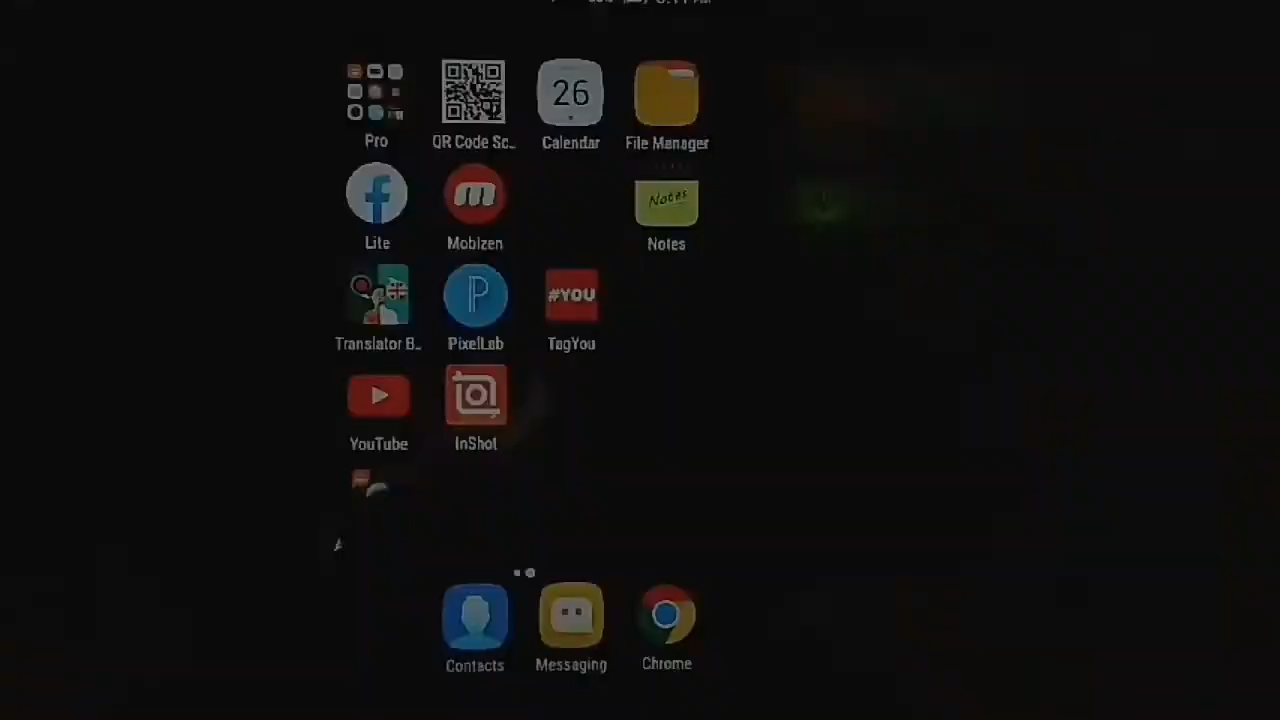 Pro QR Code Sc.. 26 Calendar File Manager
Lite Mobizen Notes Notes
Translator B.. PixelLab #YOU TagYou
YouTube InShot
Contacts Messaging Chrome